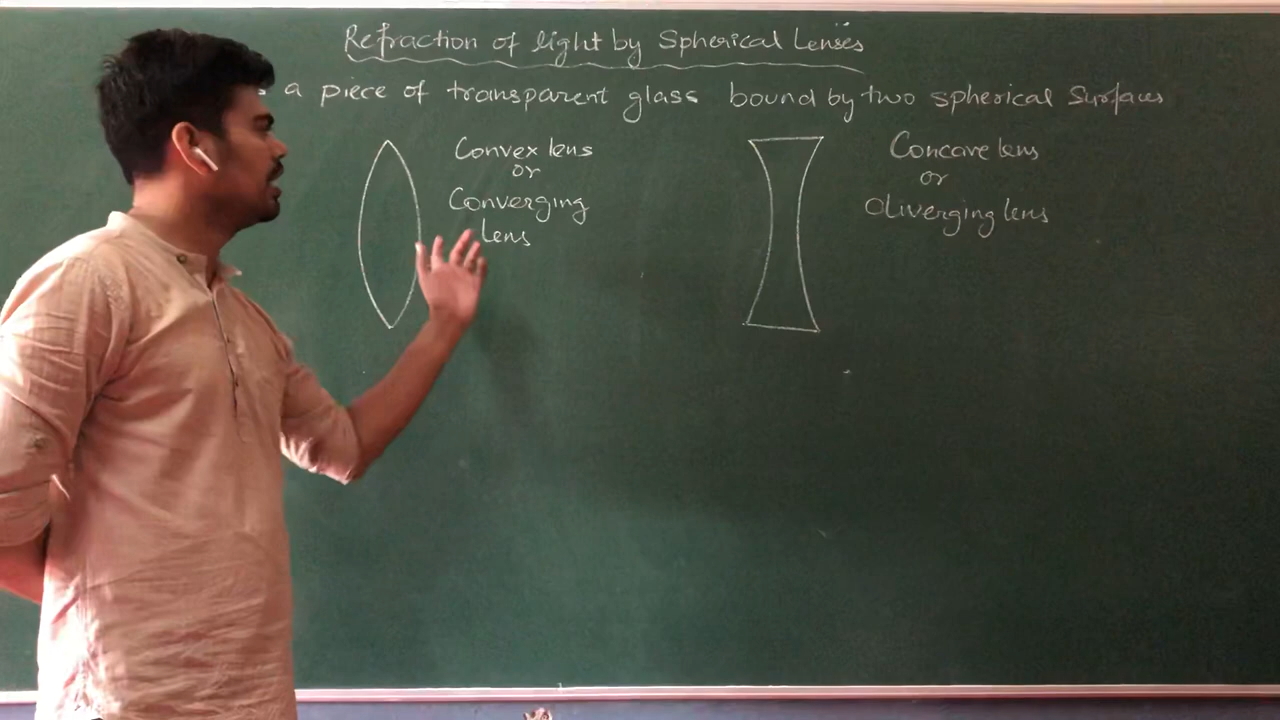 Refraction of light by Spherical Lenses
a piece of transparent glass bound by two spherical Surfaces
Convex lens
or
Converging
lens
Concave lens
or
Diverging lens